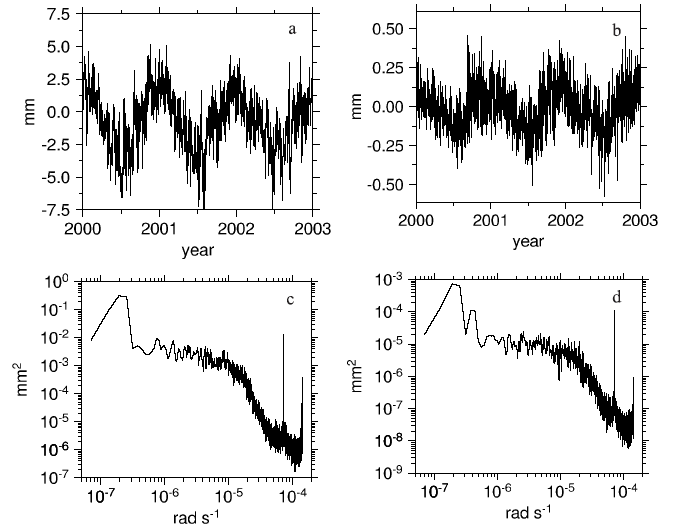 a
7.5
5.0
2.5
0.0
-2.5
-5.0
-7.5
mm
2000 2001 2002 2003
year
b
0.50
0.25
0.00
-0.25
-0.50
mm
2000 2001 2002 2003
year
c
10^0
10^-1
10^-2
10^-3
10^-4
10^-5
10^-6
10^-7
mm^2
10^-7 10^-6 10^-5 10^-4
rad s^-1
d
10^-3
10^-4
10^-5
10^-6
10^-7
10^-8
10^-9
mm^2
10^-7 10^-6 10^-5 10^-4
rad s^-1